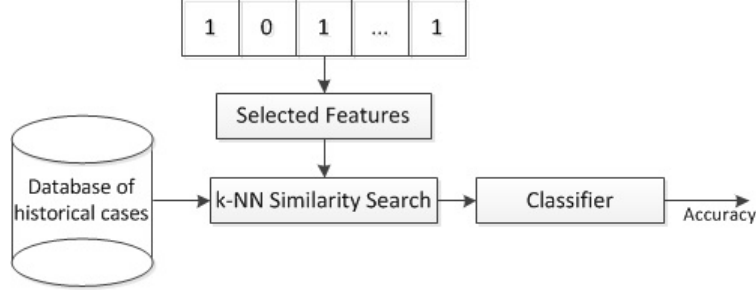 1 0 1 ... 1
Selected Features
Database of
historical cases
k-NN Similarity Search
Classifier
Accuracy